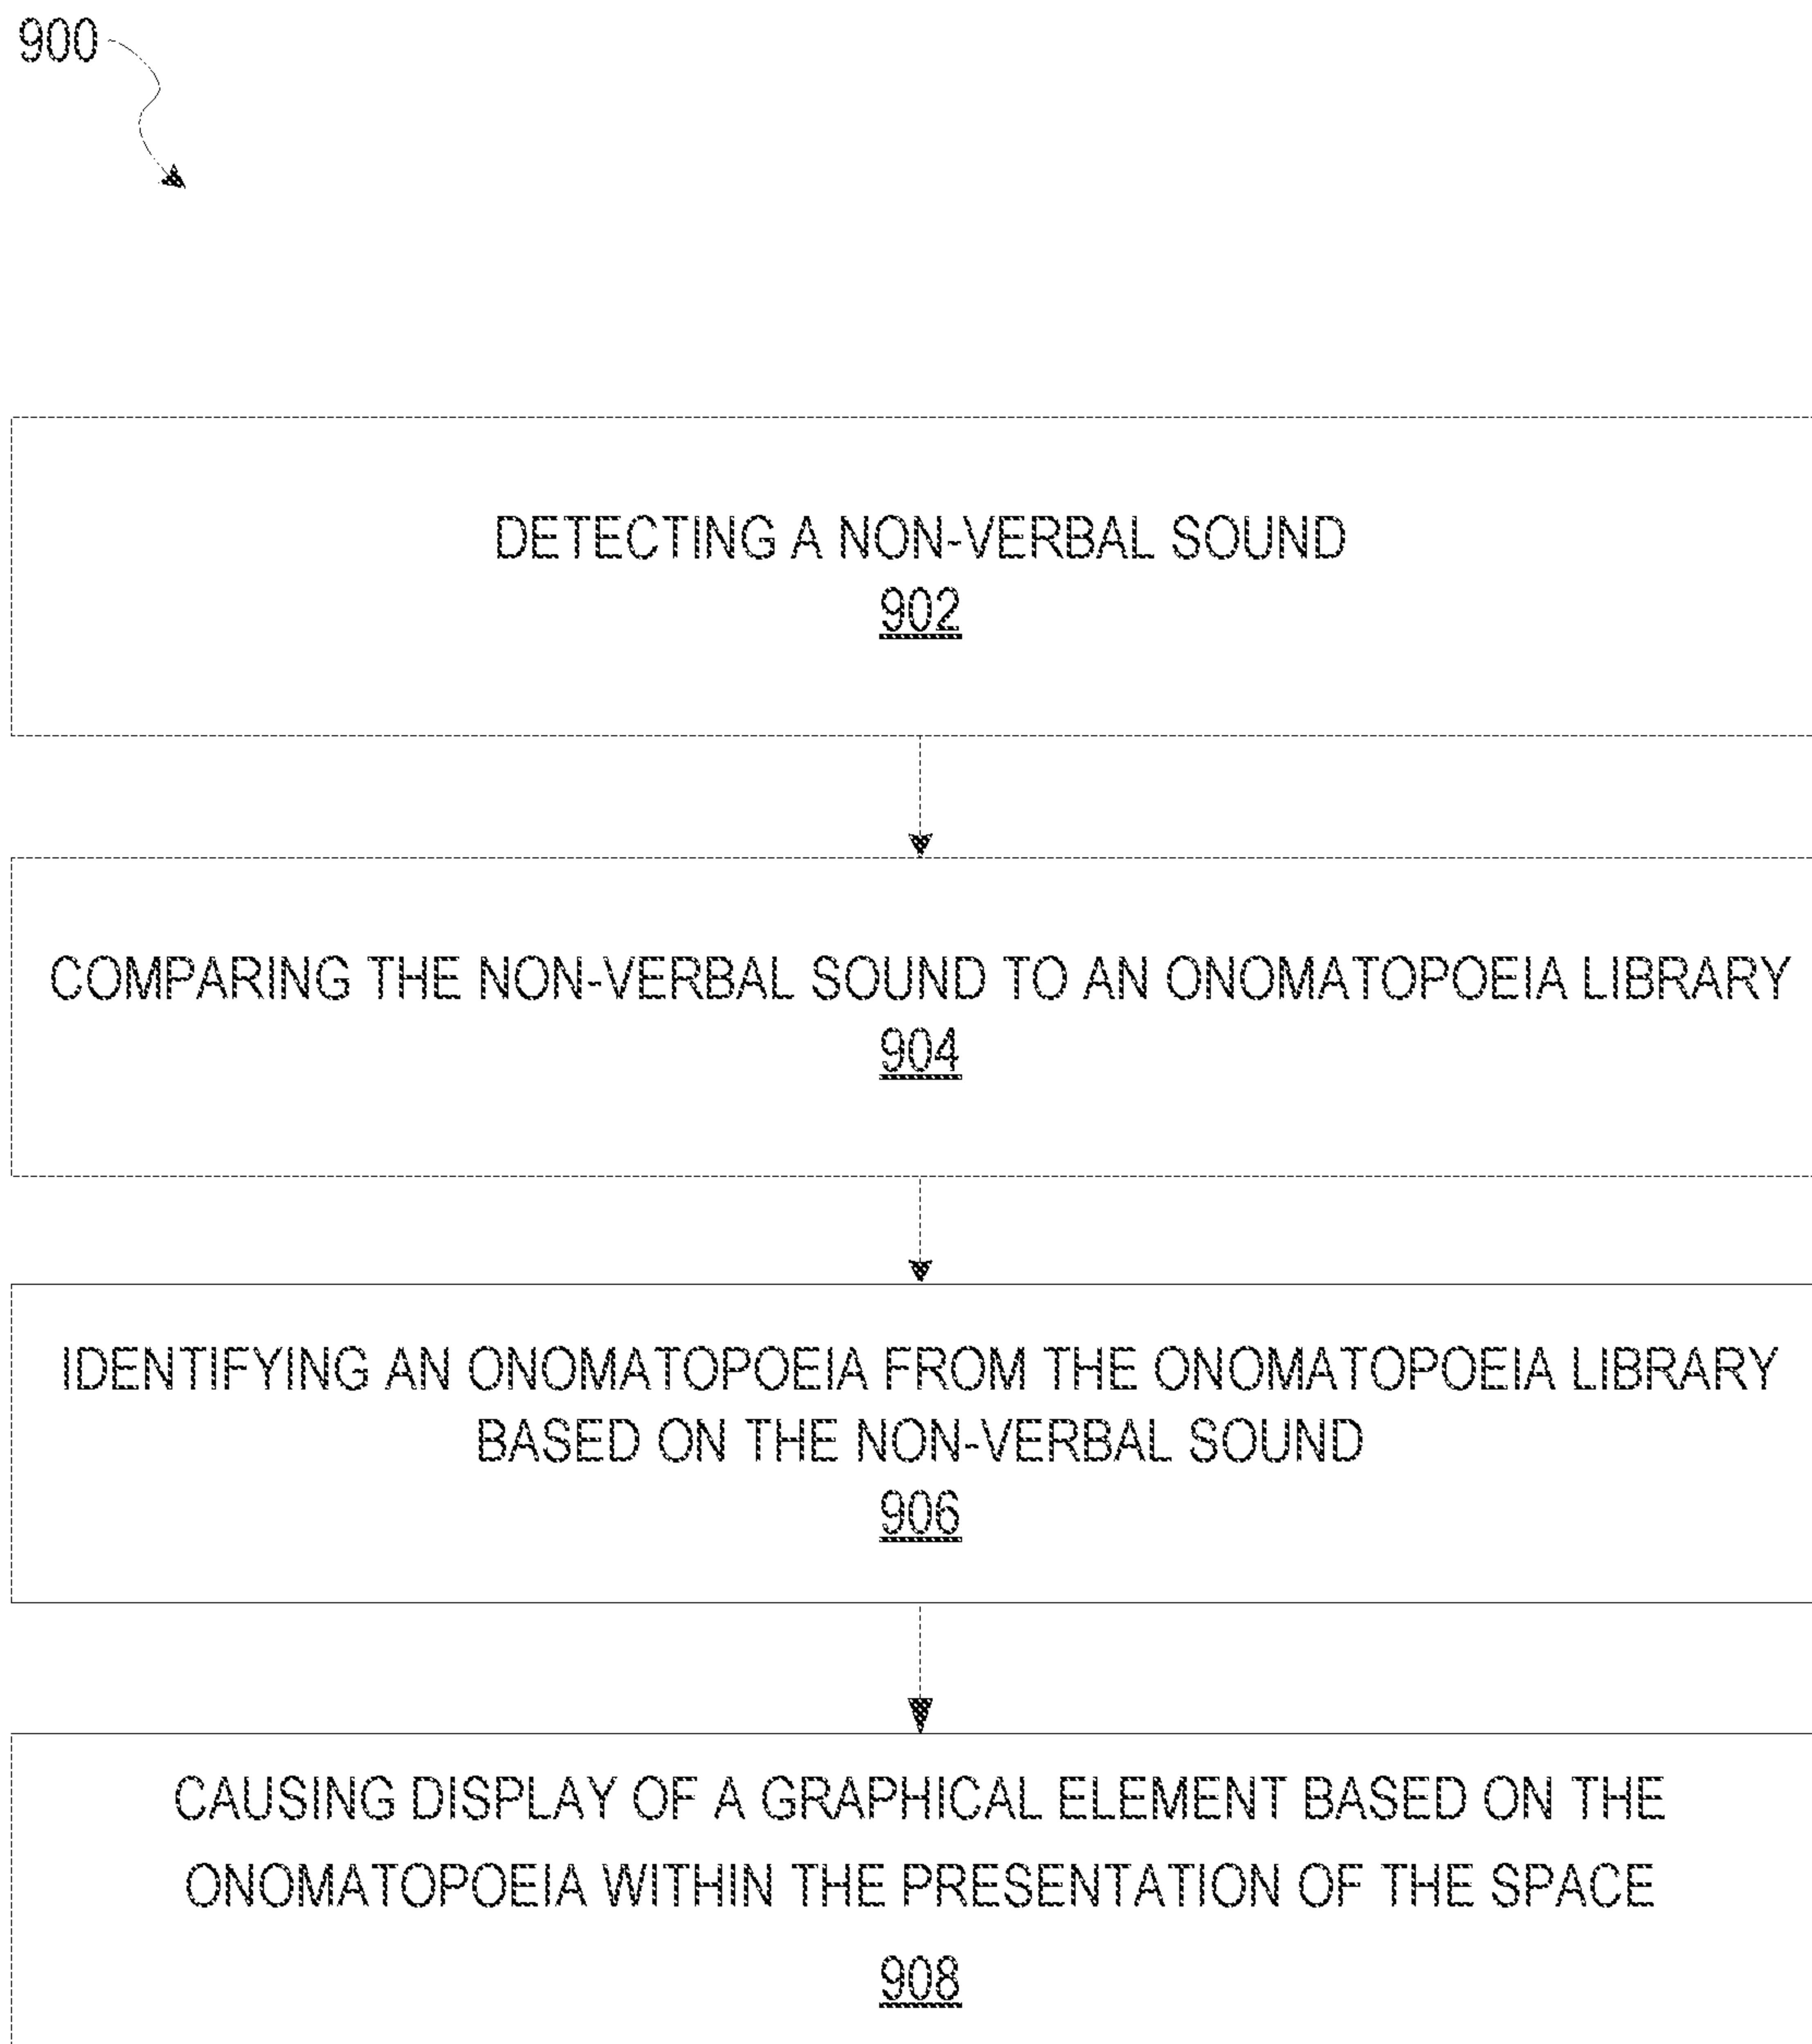 900
DETECTING A NON-VERBAL SOUND
902
COMPARING THE NON-VERBAL SOUND TO AN ONOMATOPOEIA LIBRARY
904
IDENTIFYING AN ONOMATOPOEIA FROM THE ONOMATOPOEIA LIBRARY
BASED ON THE NON-VERBAL SOUND
906
CAUSING DISPLAY OF A GRAPHICAL ELEMENT BASED ON THE
ONOMATOPOEIA WITHIN THE PRESENTATION OF THE SPACE
908